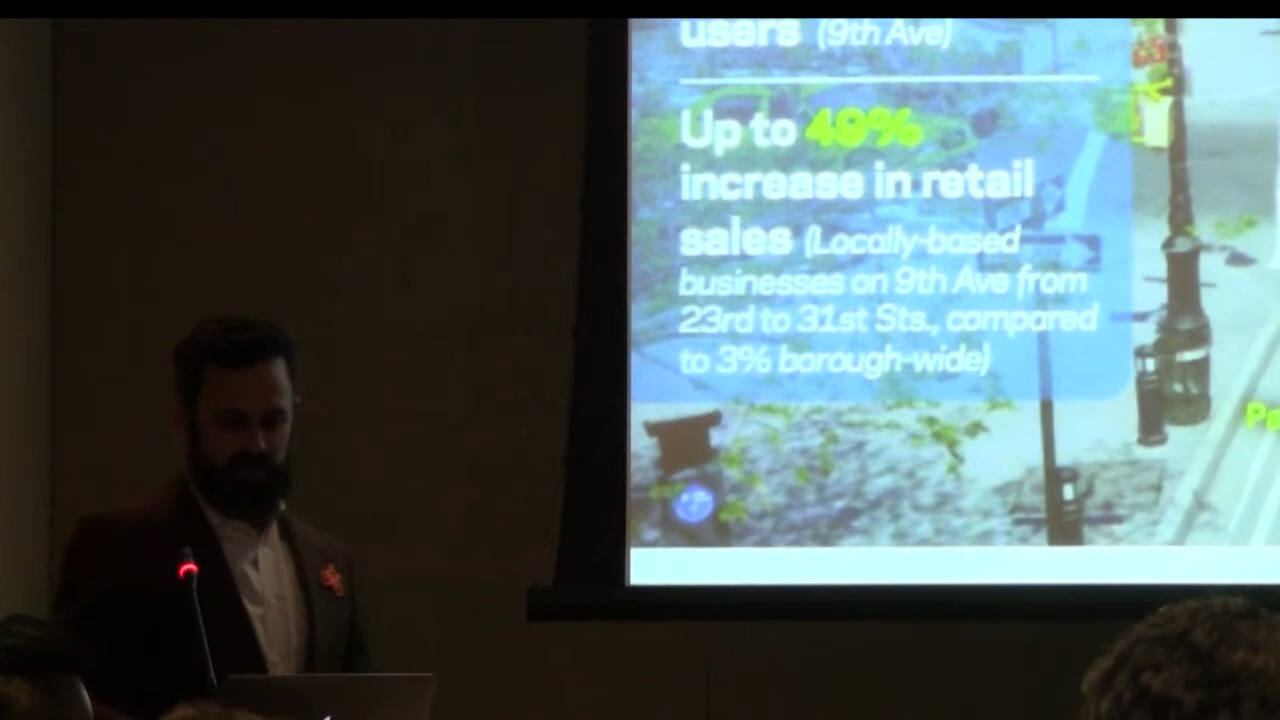 users (9th Ave)
Up to 49%
increase in retail
sales (Locally-based
businesses on 9th Ave from
23rd to 31st Sts., compared
to 3% borough-wide)